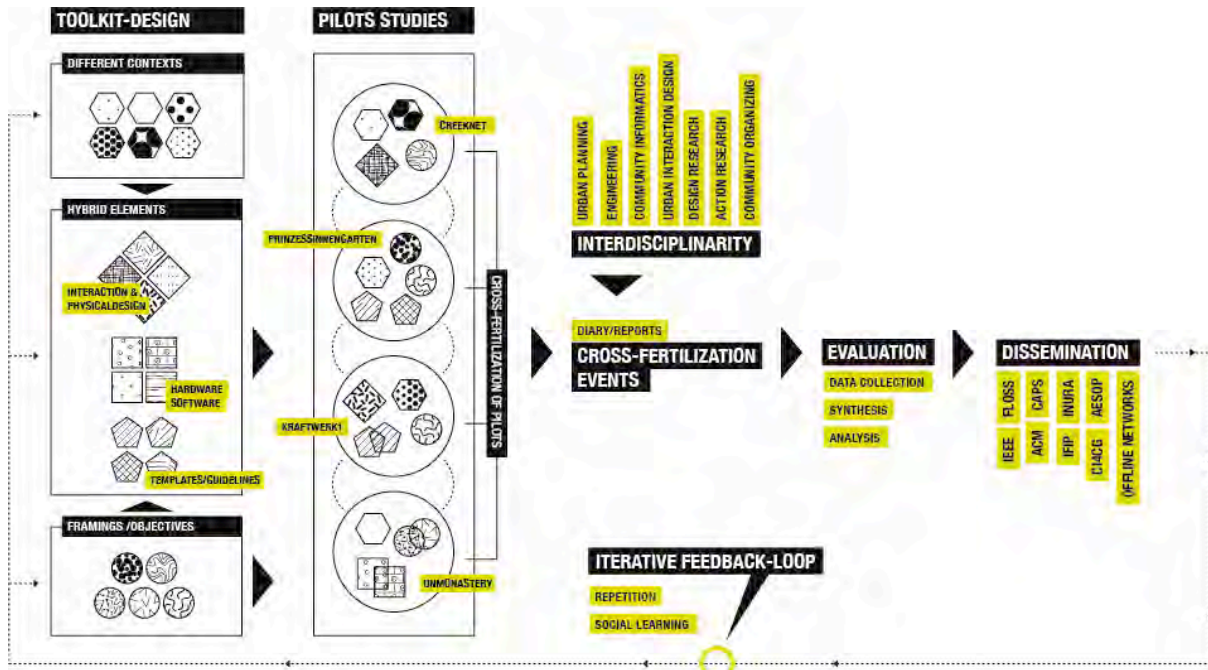 TOOLKIT-DESIGN
DIFFERENT CONTEXTS
HYBRID ELEMENTS
INTERACTION &
PHYSICALDESIGN
HARDWARE
SOFTWARE
TEMPLATES/GUIDELINES
FRAMINGS /OBJECTIVES
PILOTS STUDIES
CREEKNET
PRINZESSINNENGARTEN
KRAFTWERK1
UNMONASTERY
CROSS-FERTILIZATION OF PILOTS
URBAN PLANNING
ENGINEERING
COMMUNITY INFORMATICS
URBAN INTERACTION DESIGN
DESIGN RESEARCH
ACTION RESEARCH
COMMUNITY ORGANIZING
INTERDISCIPLINARITY
DIARY/REPORTS
CROSS-FERTILIZATION
EVENTS
EVALUATION
DATA COLLECTION
SYNTHESIS
ANALYSIS
DISSEMINATION
FLOSS
CAPS
INURA
AESOP
IEEE
ACM
IFIP
CI4CG
OFFLINE NETWORKS
ITERATIVE FEEDBACK-LOOP
REPETITION
SOCIAL LEARNING